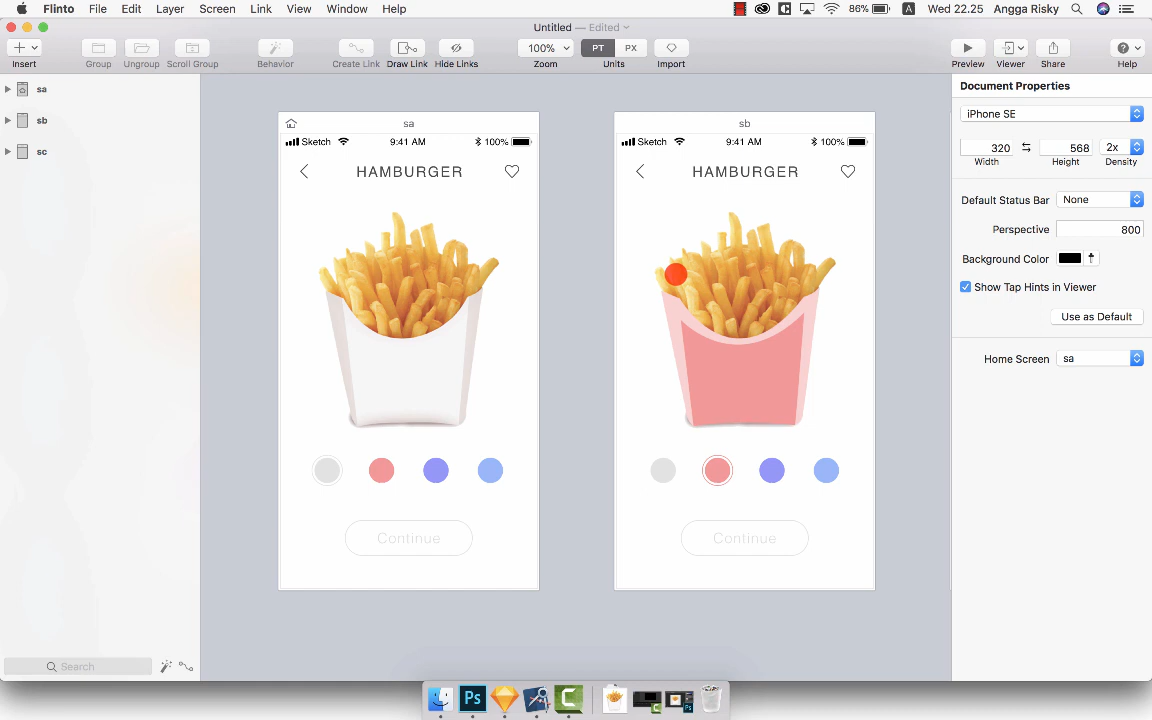 Flinto File Edit Layer Screen Link View Window Help 86% A Wed 22.25 Angga Risky
Untitled — Edited
100% PT PX
Insert Group Ungroup Scroll Group Behavior Create Link Draw Link Hide Links Zoom Units Import Preview Viewer Share Help
sa
sb
sc
Search
sa
Sketch 9:41 AM 100%
HAMBURGER
Continue
sb
Sketch 9:41 AM 100%
HAMBURGER
Continue
Document Properties
iPhone SE
320 568 2x
Width Height Density
Default Status Bar None
Perspective 800
Background Color
Show Tap Hints in Viewer
Use as Default
Home Screen sa
Ps